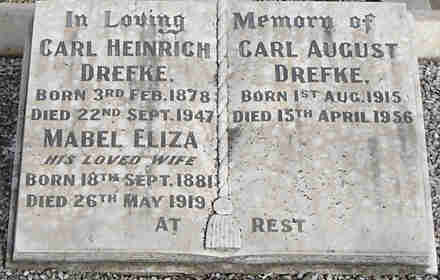 In Loving Memory of
CARL HEINRICH
DREFKE.
BORN 3RD FEB. 1878
DIED 22ND SEPT. 1947
MABEL ELIZA
HIS LOVED WIFE
BORN 18TH SEPT. 1881
DIED 26TH MAY 1919
CARL AUGUST
DREFKE.
BORN 1ST AUG. 1915
DIED 15TH APRIL 1956
AT REST